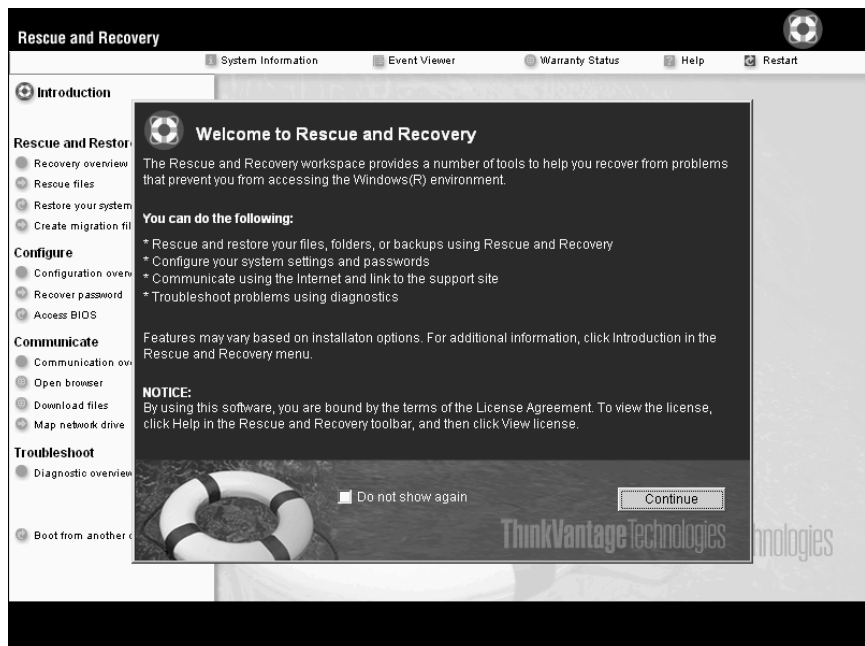 Rescue and Recovery
System Information Event Viewer Warranty Status Help Restart
Introduction
Rescue and Restor
Recovery overview
Rescue files
Restore your system
Create migration fil
Configure
Configuration overv
Recover password
Access BIOS
Communicate
Communication ov
Open browser
Download files
Map network drive
Troubleshoot
Diagnostic overview
Boot from another
Welcome to Rescue and Recovery
The Rescue and Recovery workspace provides a number of tools to help you recover from problems
that prevent you from accessing the Windows(R) environment.
You can do the following:
* Rescue and restore your files, folders, or backups using Rescue and Recovery
* Configure your system settings and passwords
* Communicate using the Internet and link to the support site
* Troubleshoot problems using diagnostics
Features may vary based on installaton options. For additional information, click Introduction in the
Rescue and Recovery menu.
NOTICE:
By using this software, you are bound by the terms of the License Agreement. To view the license,
click Help in the Rescue and Recovery toolbar, and then click View license.
Do not show again
Continue
ThinkVantage Technologies
hnologies